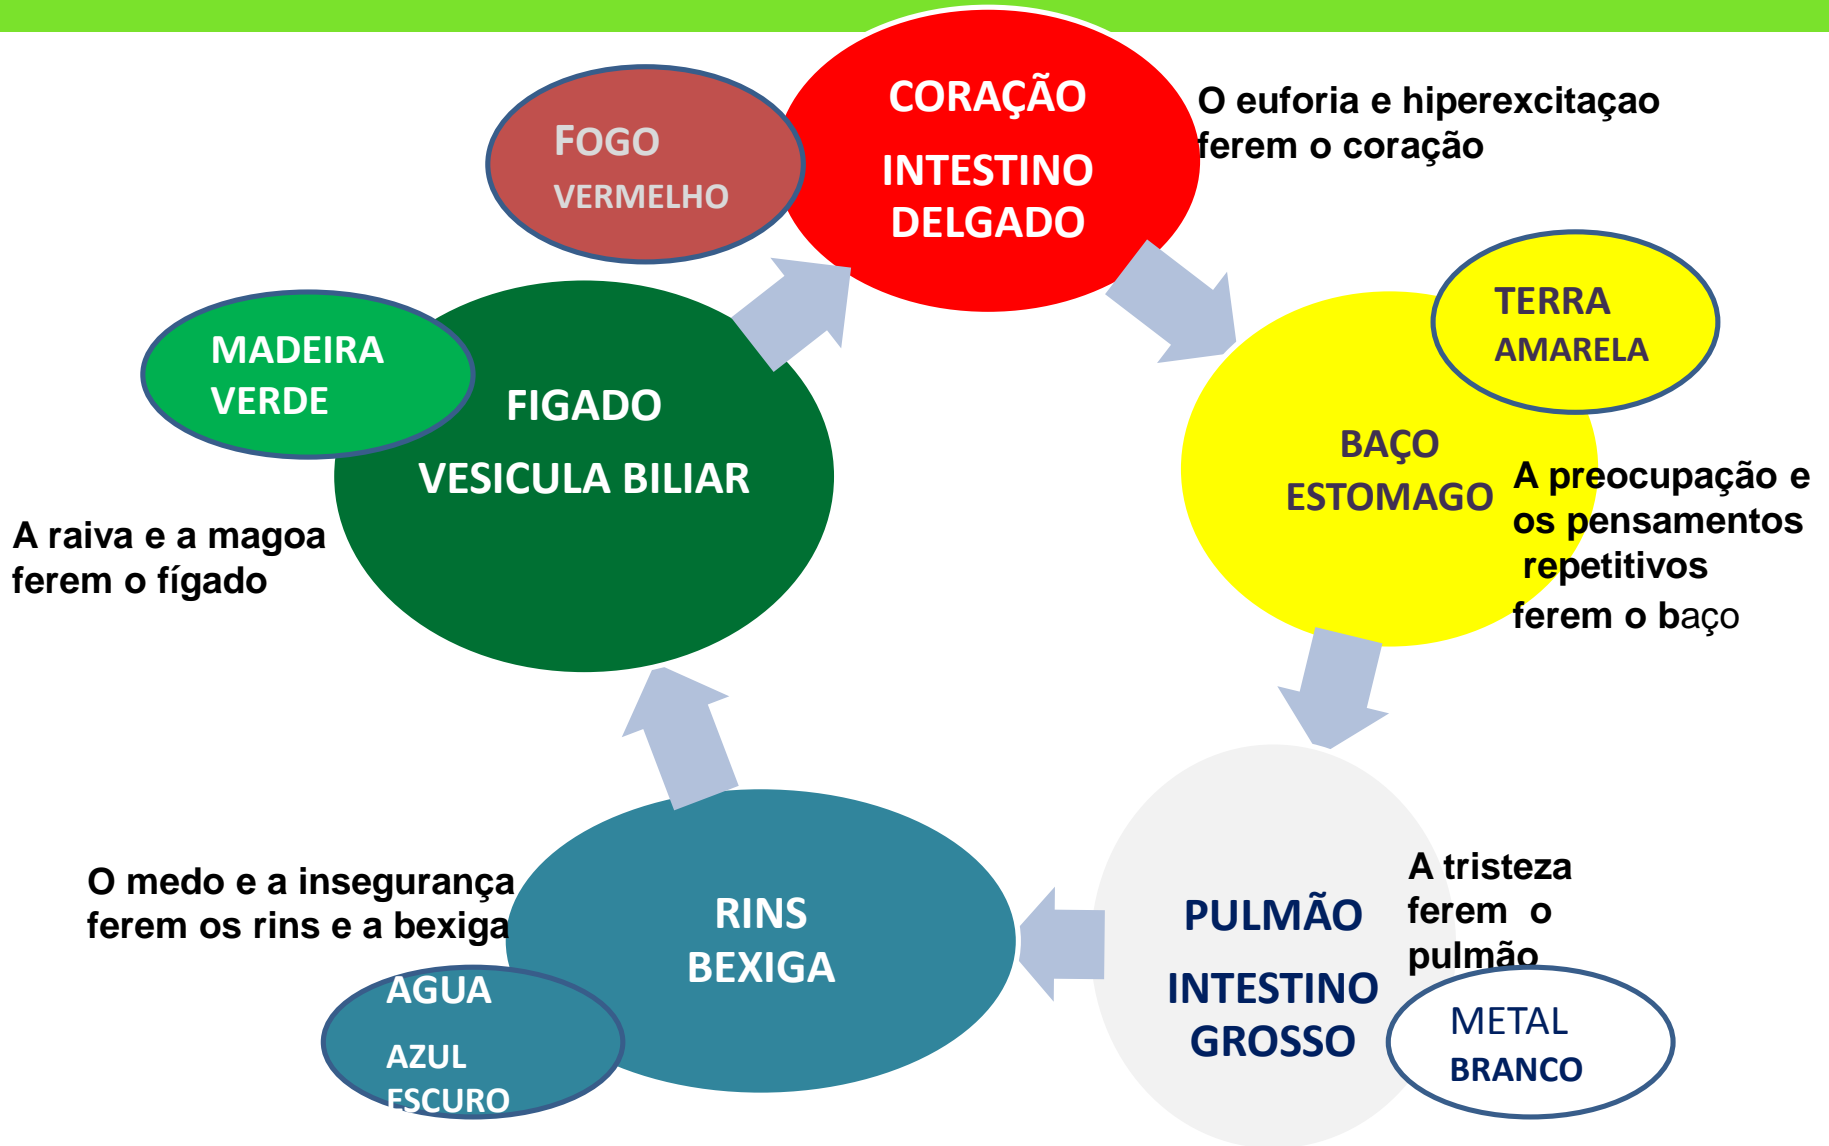 CORAÇÃO
INTESTINO
DELGADO
O euforia e hiperexcitaçao
ferem o coração
FOGO
VERMELHO
TERRA
AMARELA
MADEIRA
VERDE
FIGADO
VESICULA BILIAR
BAÇO
ESTOMAGO
A preocupação e
os pensamentos
repetitivos
ferem o baço
A raiva e a magoa
ferem o fígado
O medo e a insegurança
ferem os rins e a bexiga
RINS
BEXIGA
AGUA
AZUL
ESCURO
PULMÃO
INTESTINO
GROSSO
A tristeza
ferem o
pulmão
METAL
BRANCO